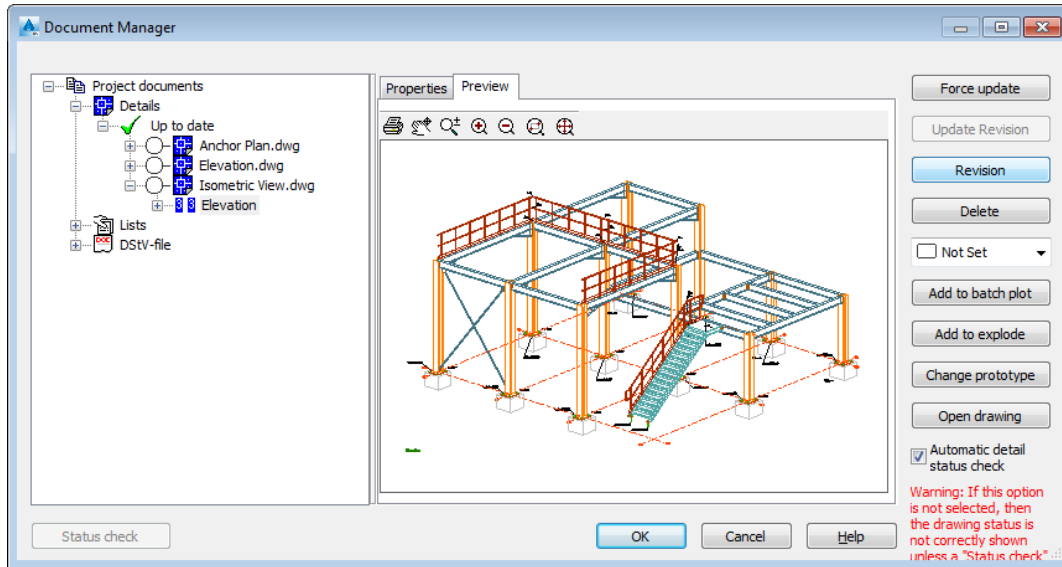 Document Manager
Project documents
Details
Up to date
Anchor Plan.dwg
Elevation.dwg
Isometric View.dwg
Elevation
Lists
DStV-file
Properties
Preview
Force update
Update Revision
Revision
Delete
Not Set
Add to batch plot
Add to explode
Change prototype
Open drawing
Automatic detail
status check
Warning: If this option
is not selected, then
the drawing status is
not correctly shown
unless a "Status check"
Status check
OK
Cancel
Help